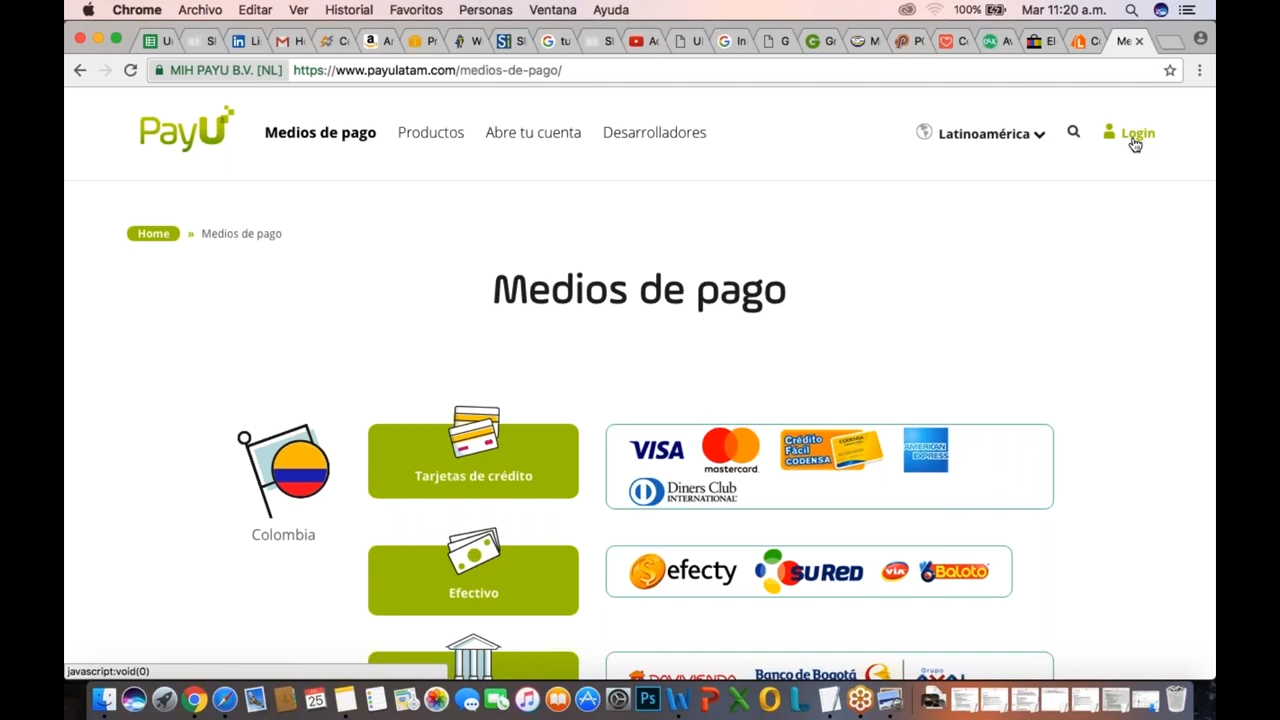 Chrome Archivo Editar Ver Historial Favoritos Personas Ventana Ayuda 100% Mar 11:20 a.m.
MIH PAYU B.V. [NL] https://www.payulatam.com/medios-de-pago/
PayU Medios de pago Productos Abre tu cuenta Desarrolladores Latinoamérica Login
Home » Medios de pago
Medios de pago
Colombia
Tarjetas de crédito
VISA mastercard. Crédito Fácil CODENSA AMERICAN EXPRESS
Diners Club INTERNATIONAL
Efectivo
efecty SURED VIA Baloto
DAVIVIENDA Banco de Bogotá Grupo
javascript:void(0)